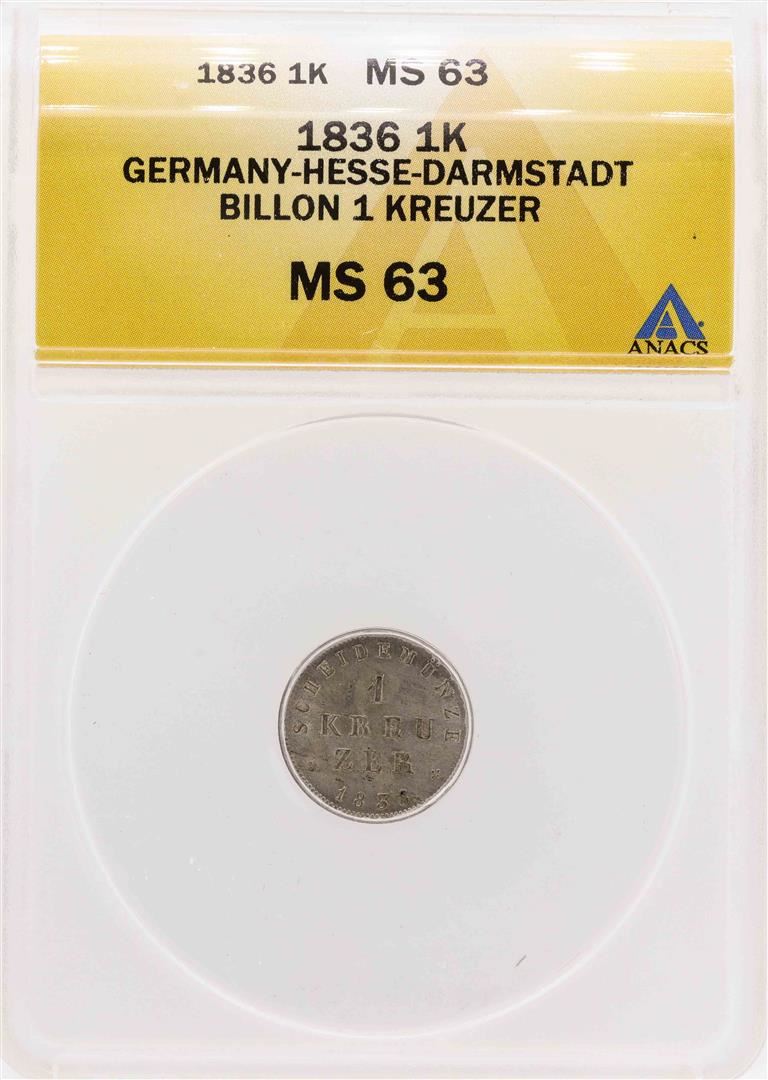 1836 1K MS 63
1836 1K
GERMANY-HESSE-DARMSTADT
BILLON 1 KREUZER
MS 63
ANACS
SCHEIDEMÜNZE
1
KREU
ZER
1836